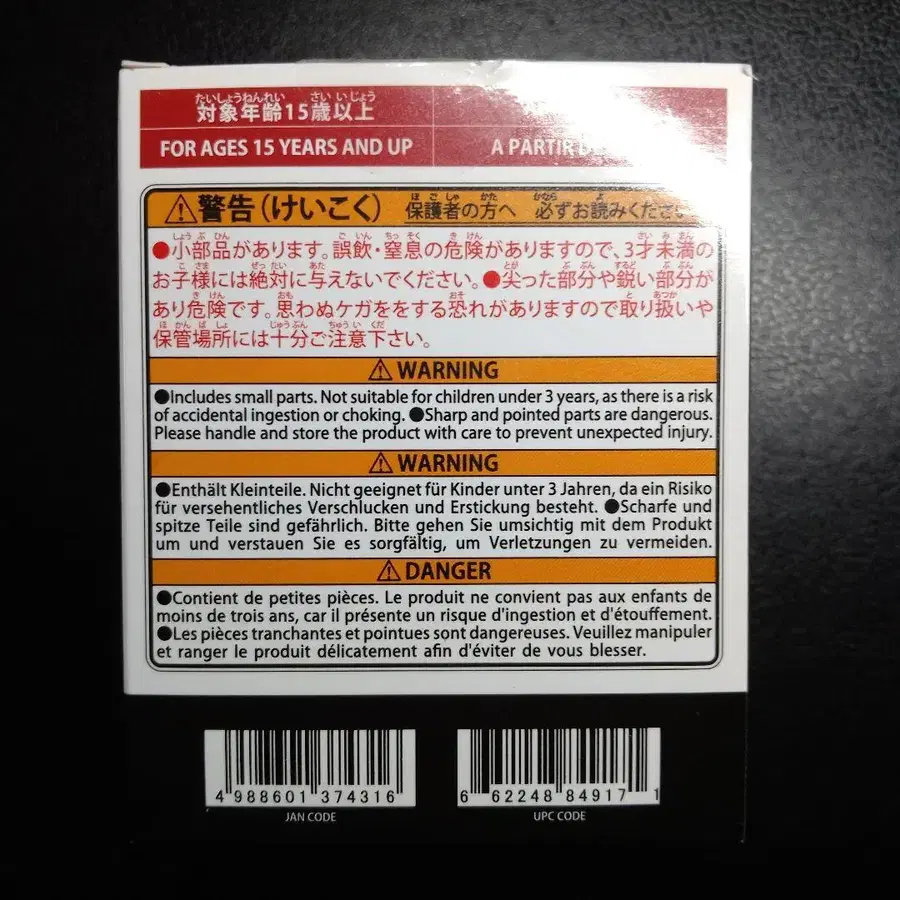 対象年齢15歳以上
FOR AGES 15 YEARS AND UP
A PARTIR
⚠警告(けいこく) 保護者の方へ 必ずお読みください
●小部品があります。誤飲・窒息の危険がありますので、3才未満の
お子様には絶対に与えないでください。●尖った部分や鋭い部分が
あり危険です。思わぬケガををする恐れがありますので取り扱いや
保管場所には十分ご注意下さい。
⚠WARNING
●Includes small parts. Not suitable for children under 3 years, as there is a risk
of accidental ingestion or choking. ●Sharp and pointed parts are dangerous.
Please handle and store the product with care to prevent unexpected injury.
⚠WARNING
●Enthält Kleinteile. Nicht geeignet für Kinder unter 3 Jahren, da ein Risiko
für versehentliches Verschlucken und Erstickung besteht. ●Scharfe und
spitze Teile sind gefährlich. Bitte gehen Sie umsichtig mit dem Produkt
um und verstauen Sie es sorgfältig, um Verletzungen zu vermeiden.
⚠DANGER
●Contient de petites pièces. Le produit ne convient pas aux enfants de
moins de trois ans, car il présente un risque d'ingestion et d'étouffement.
●Les pièces tranchantes et pointues sont dangereuses. Veuillez manipuler
et ranger le produit délicatement afin d'éviter de vous blesser.
4 988601 374316
JAN CODE
6 62248 84917 1
UPC CODE